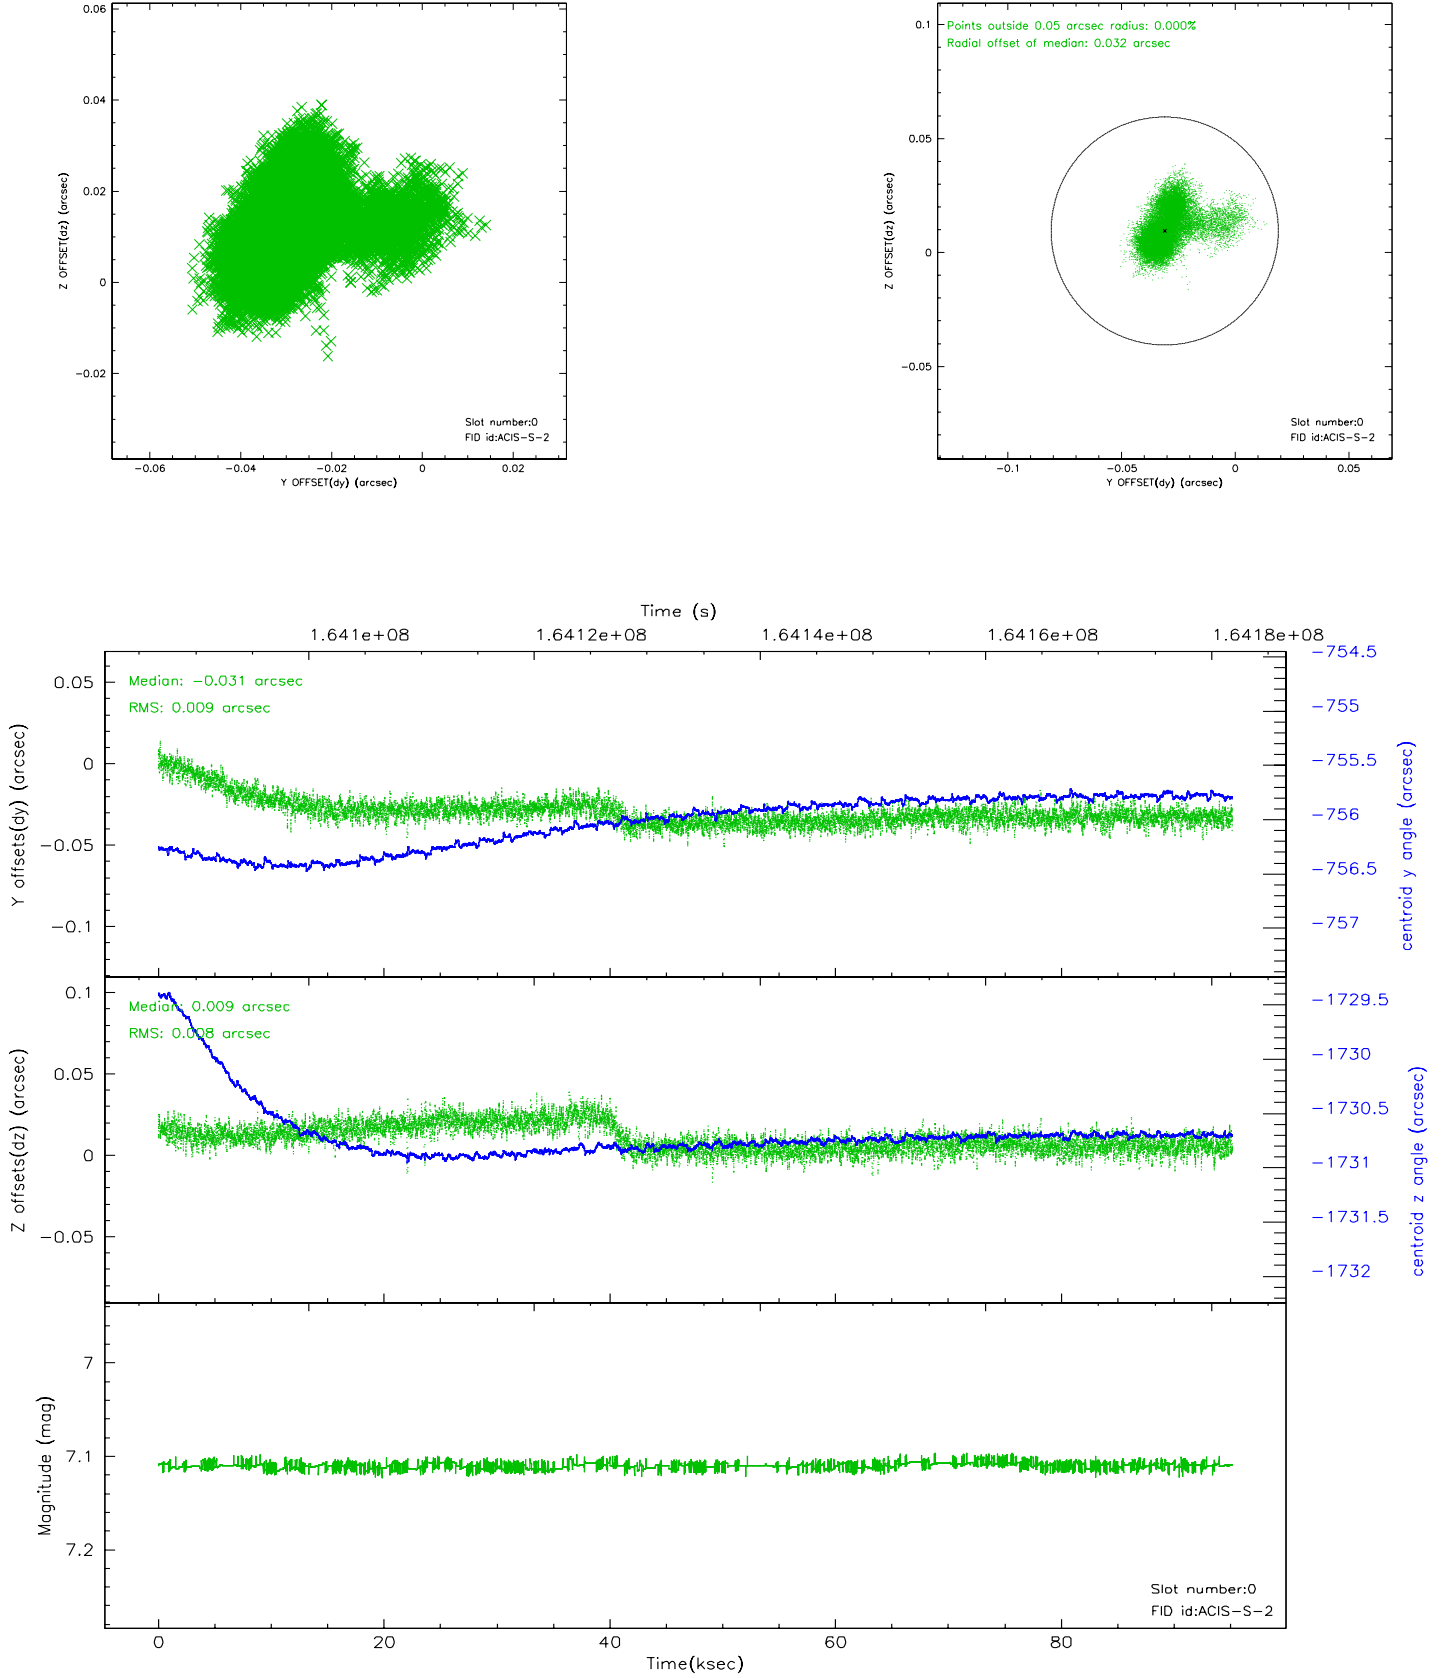 0.06
0.04
0.02
0
−0.02
Z OFFSET(dz) (arcsec)
Slot number:0
FID id:ACIS−S−2
−0.06 −0.04 −0.02 0 0.02
Y OFFSET(dy) (arcsec)
Points outside 0.05 arcsec radius: 0.000%
Radial offset of median: 0.032 arcsec
0.1
0.05
0
−0.05
Z OFFSET(dz) (arcsec)
Slot number:0
FID id:ACIS−S−2
−0.1 −0.05 0 0.05
Y OFFSET(dy) (arcsec)
Time (s)
1.641e+08 1.6412e+08 1.6414e+08 1.6416e+08 1.6418e+08
Median: −0.031 arcsec
RMS: 0.009 arcsec
0.05
0
−0.05
−0.1
Y offsets(dy) (arcsec)
−754.5
−755
−755.5
−756
−756.5
−757
centroid y angle (arcsec)
Median: 0.009 arcsec
RMS: 0.008 arcsec
0.1
0.05
0
−0.05
Z offsets(dz) (arcsec)
−1729.5
−1730
−1730.5
−1731
−1731.5
−1732
centroid z angle (arcsec)
7
7.1
7.2
Magnitude (mag)
Slot number:0
FID id:ACIS−S−2
0 20 40 60 80
Time(ksec)